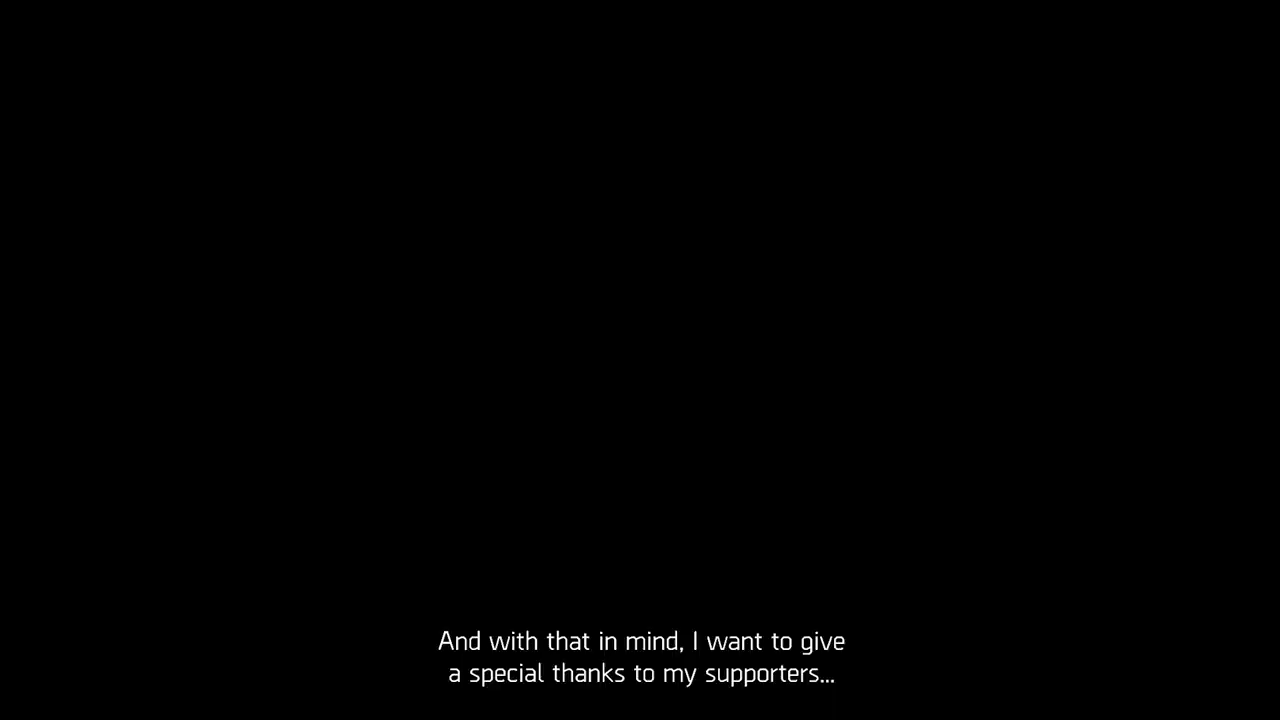 And with that in mind, I want to give
a special thanks to my supporters...